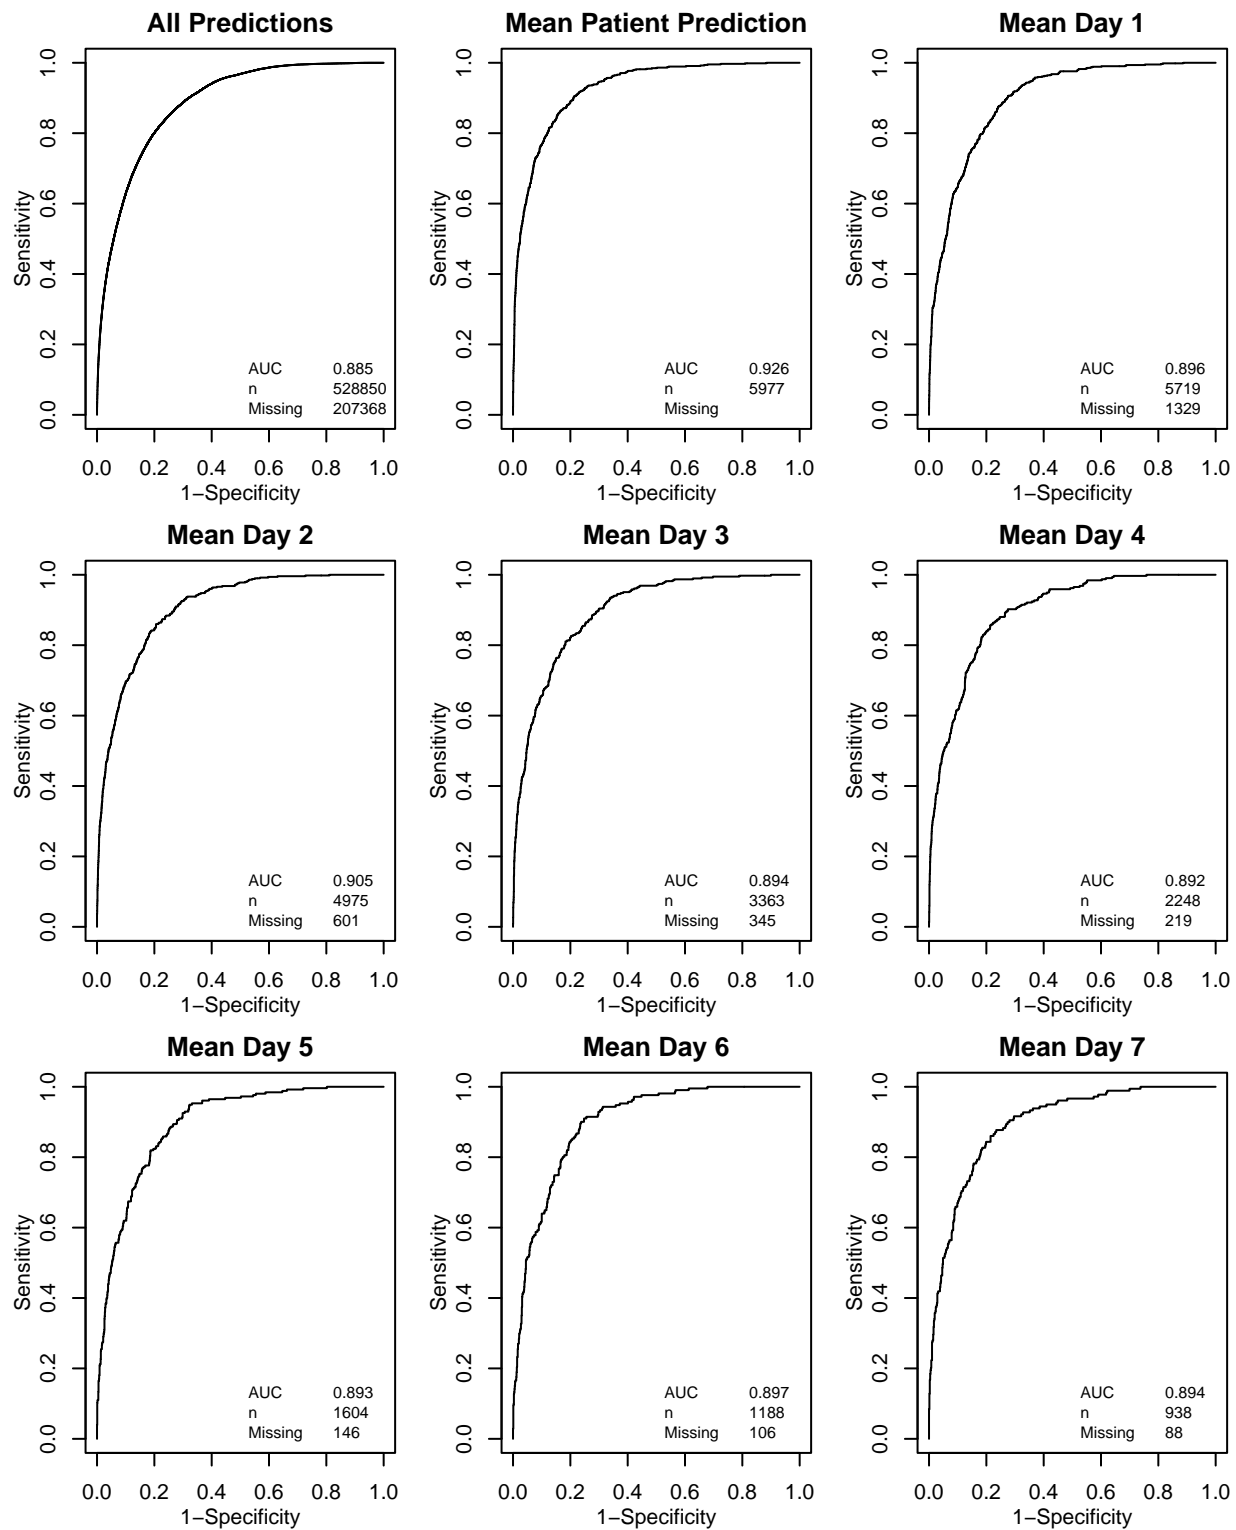 All Predictions
1.0
0.8
0.6
0.4
0.2
0.0
Sensitivity
AUC 0.885
n 528850
Missing 207368
0.0 0.2 0.4 0.6 0.8 1.0
1−Specificity
Mean Patient Prediction
1.0
0.8
0.6
0.4
0.2
0.0
Sensitivity
AUC 0.926
n 5977
Missing
0.0 0.2 0.4 0.6 0.8 1.0
1−Specificity
Mean Day 1
1.0
0.8
0.6
0.4
0.2
0.0
Sensitivity
AUC 0.896
n 5719
Missing 1329
0.0 0.2 0.4 0.6 0.8 1.0
1−Specificity
Mean Day 2
1.0
0.8
0.6
0.4
0.2
0.0
Sensitivity
AUC 0.905
n 4975
Missing 601
0.0 0.2 0.4 0.6 0.8 1.0
1−Specificity
Mean Day 3
1.0
0.8
0.6
0.4
0.2
0.0
Sensitivity
AUC 0.894
n 3363
Missing 345
0.0 0.2 0.4 0.6 0.8 1.0
1−Specificity
Mean Day 4
1.0
0.8
0.6
0.4
0.2
0.0
Sensitivity
AUC 0.892
n 2248
Missing 219
0.0 0.2 0.4 0.6 0.8 1.0
1−Specificity
Mean Day 5
1.0
0.8
0.6
0.4
0.2
0.0
Sensitivity
AUC 0.893
n 1604
Missing 146
0.0 0.2 0.4 0.6 0.8 1.0
1−Specificity
Mean Day 6
1.0
0.8
0.6
0.4
0.2
0.0
Sensitivity
AUC 0.897
n 1188
Missing 106
0.0 0.2 0.4 0.6 0.8 1.0
1−Specificity
Mean Day 7
1.0
0.8
0.6
0.4
0.2
0.0
Sensitivity
AUC 0.894
n 938
Missing 88
0.0 0.2 0.4 0.6 0.8 1.0
1−Specificity